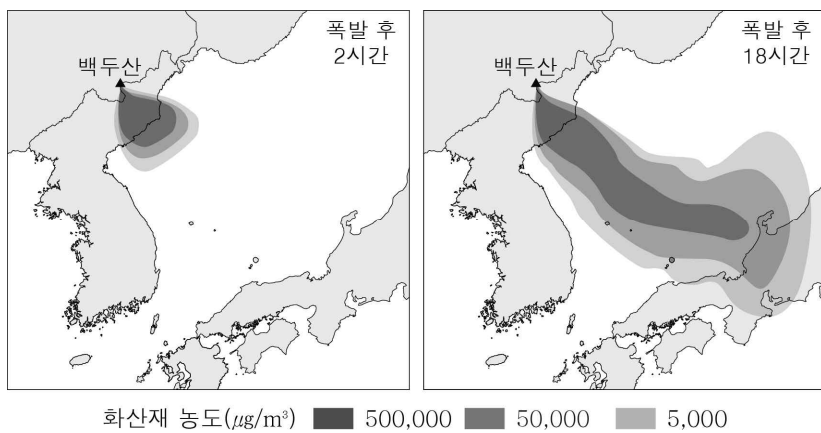 폭발 후
2시간
백두산
폭발 후
18시간
백두산
화산재 농도(㎍/㎥) 500,000 50,000 5,000